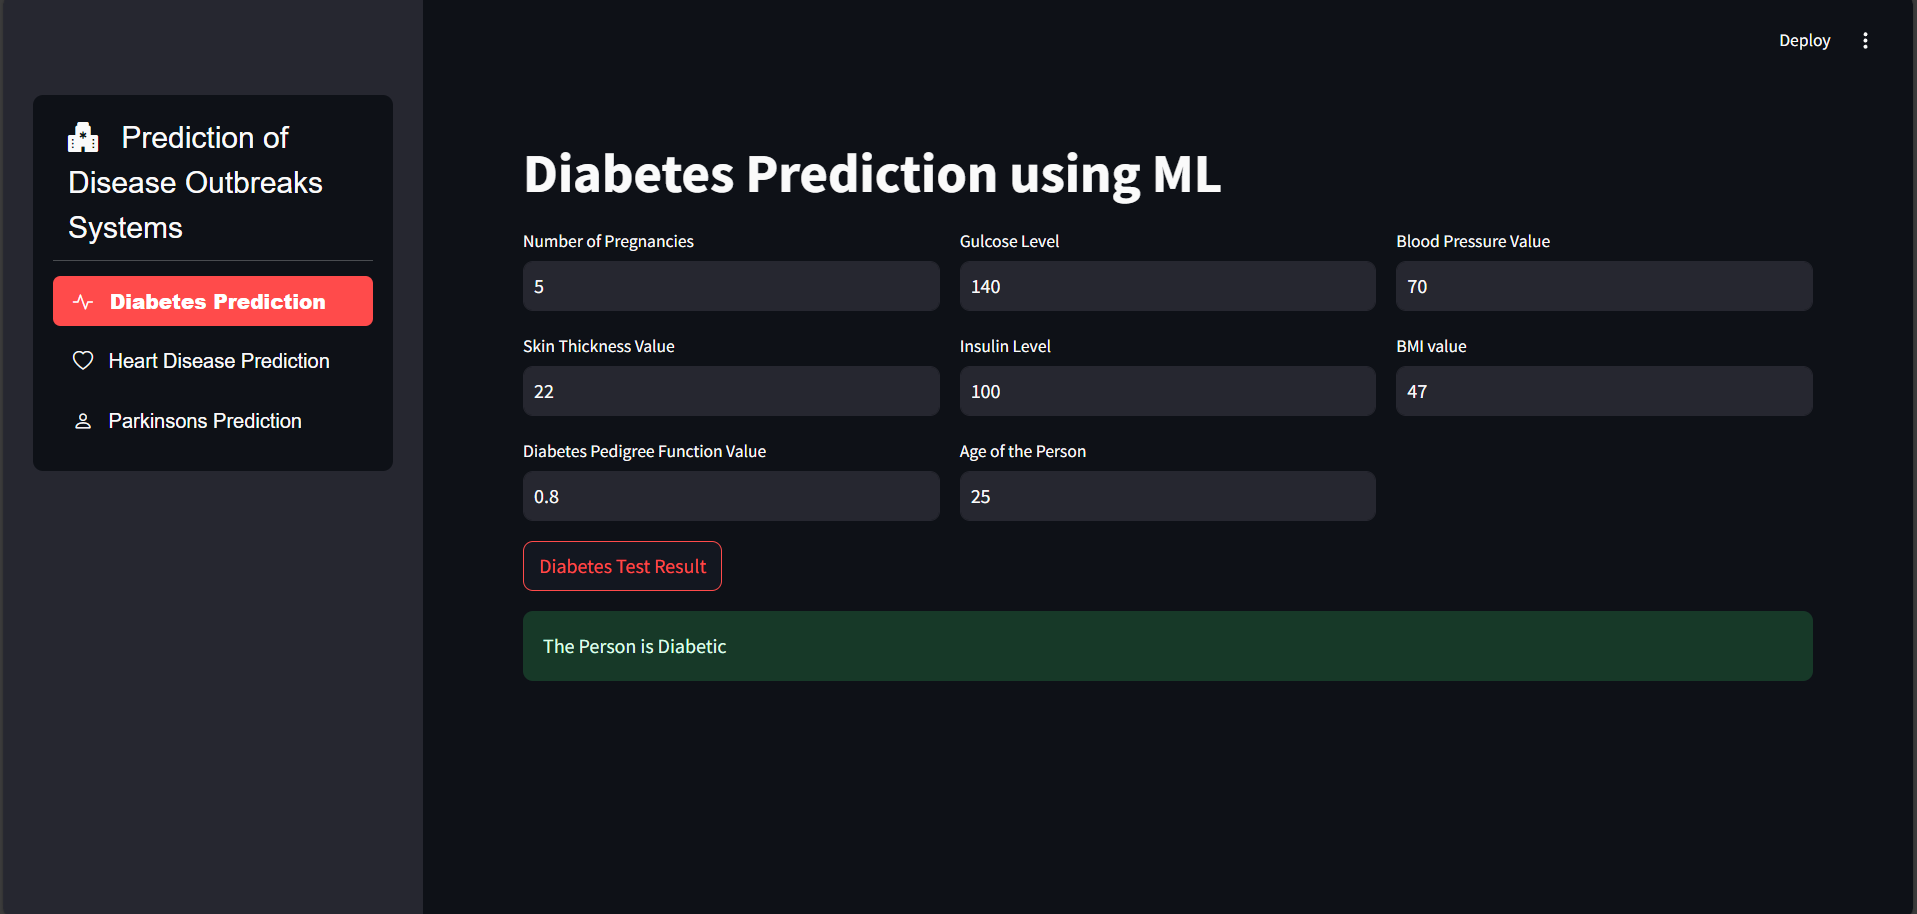 Deploy
Prediction of
Disease Outbreaks
Systems
Diabetes Prediction
Heart Disease Prediction
Parkinsons Prediction
Diabetes Prediction using ML
Number of Pregnancies
Gulcose Level
Blood Pressure Value
5
140
70
Skin Thickness Value
Insulin Level
BMI value
22
100
47
Diabetes Pedigree Function Value
Age of the Person
0.8
25
Diabetes Test Result
The Person is Diabetic